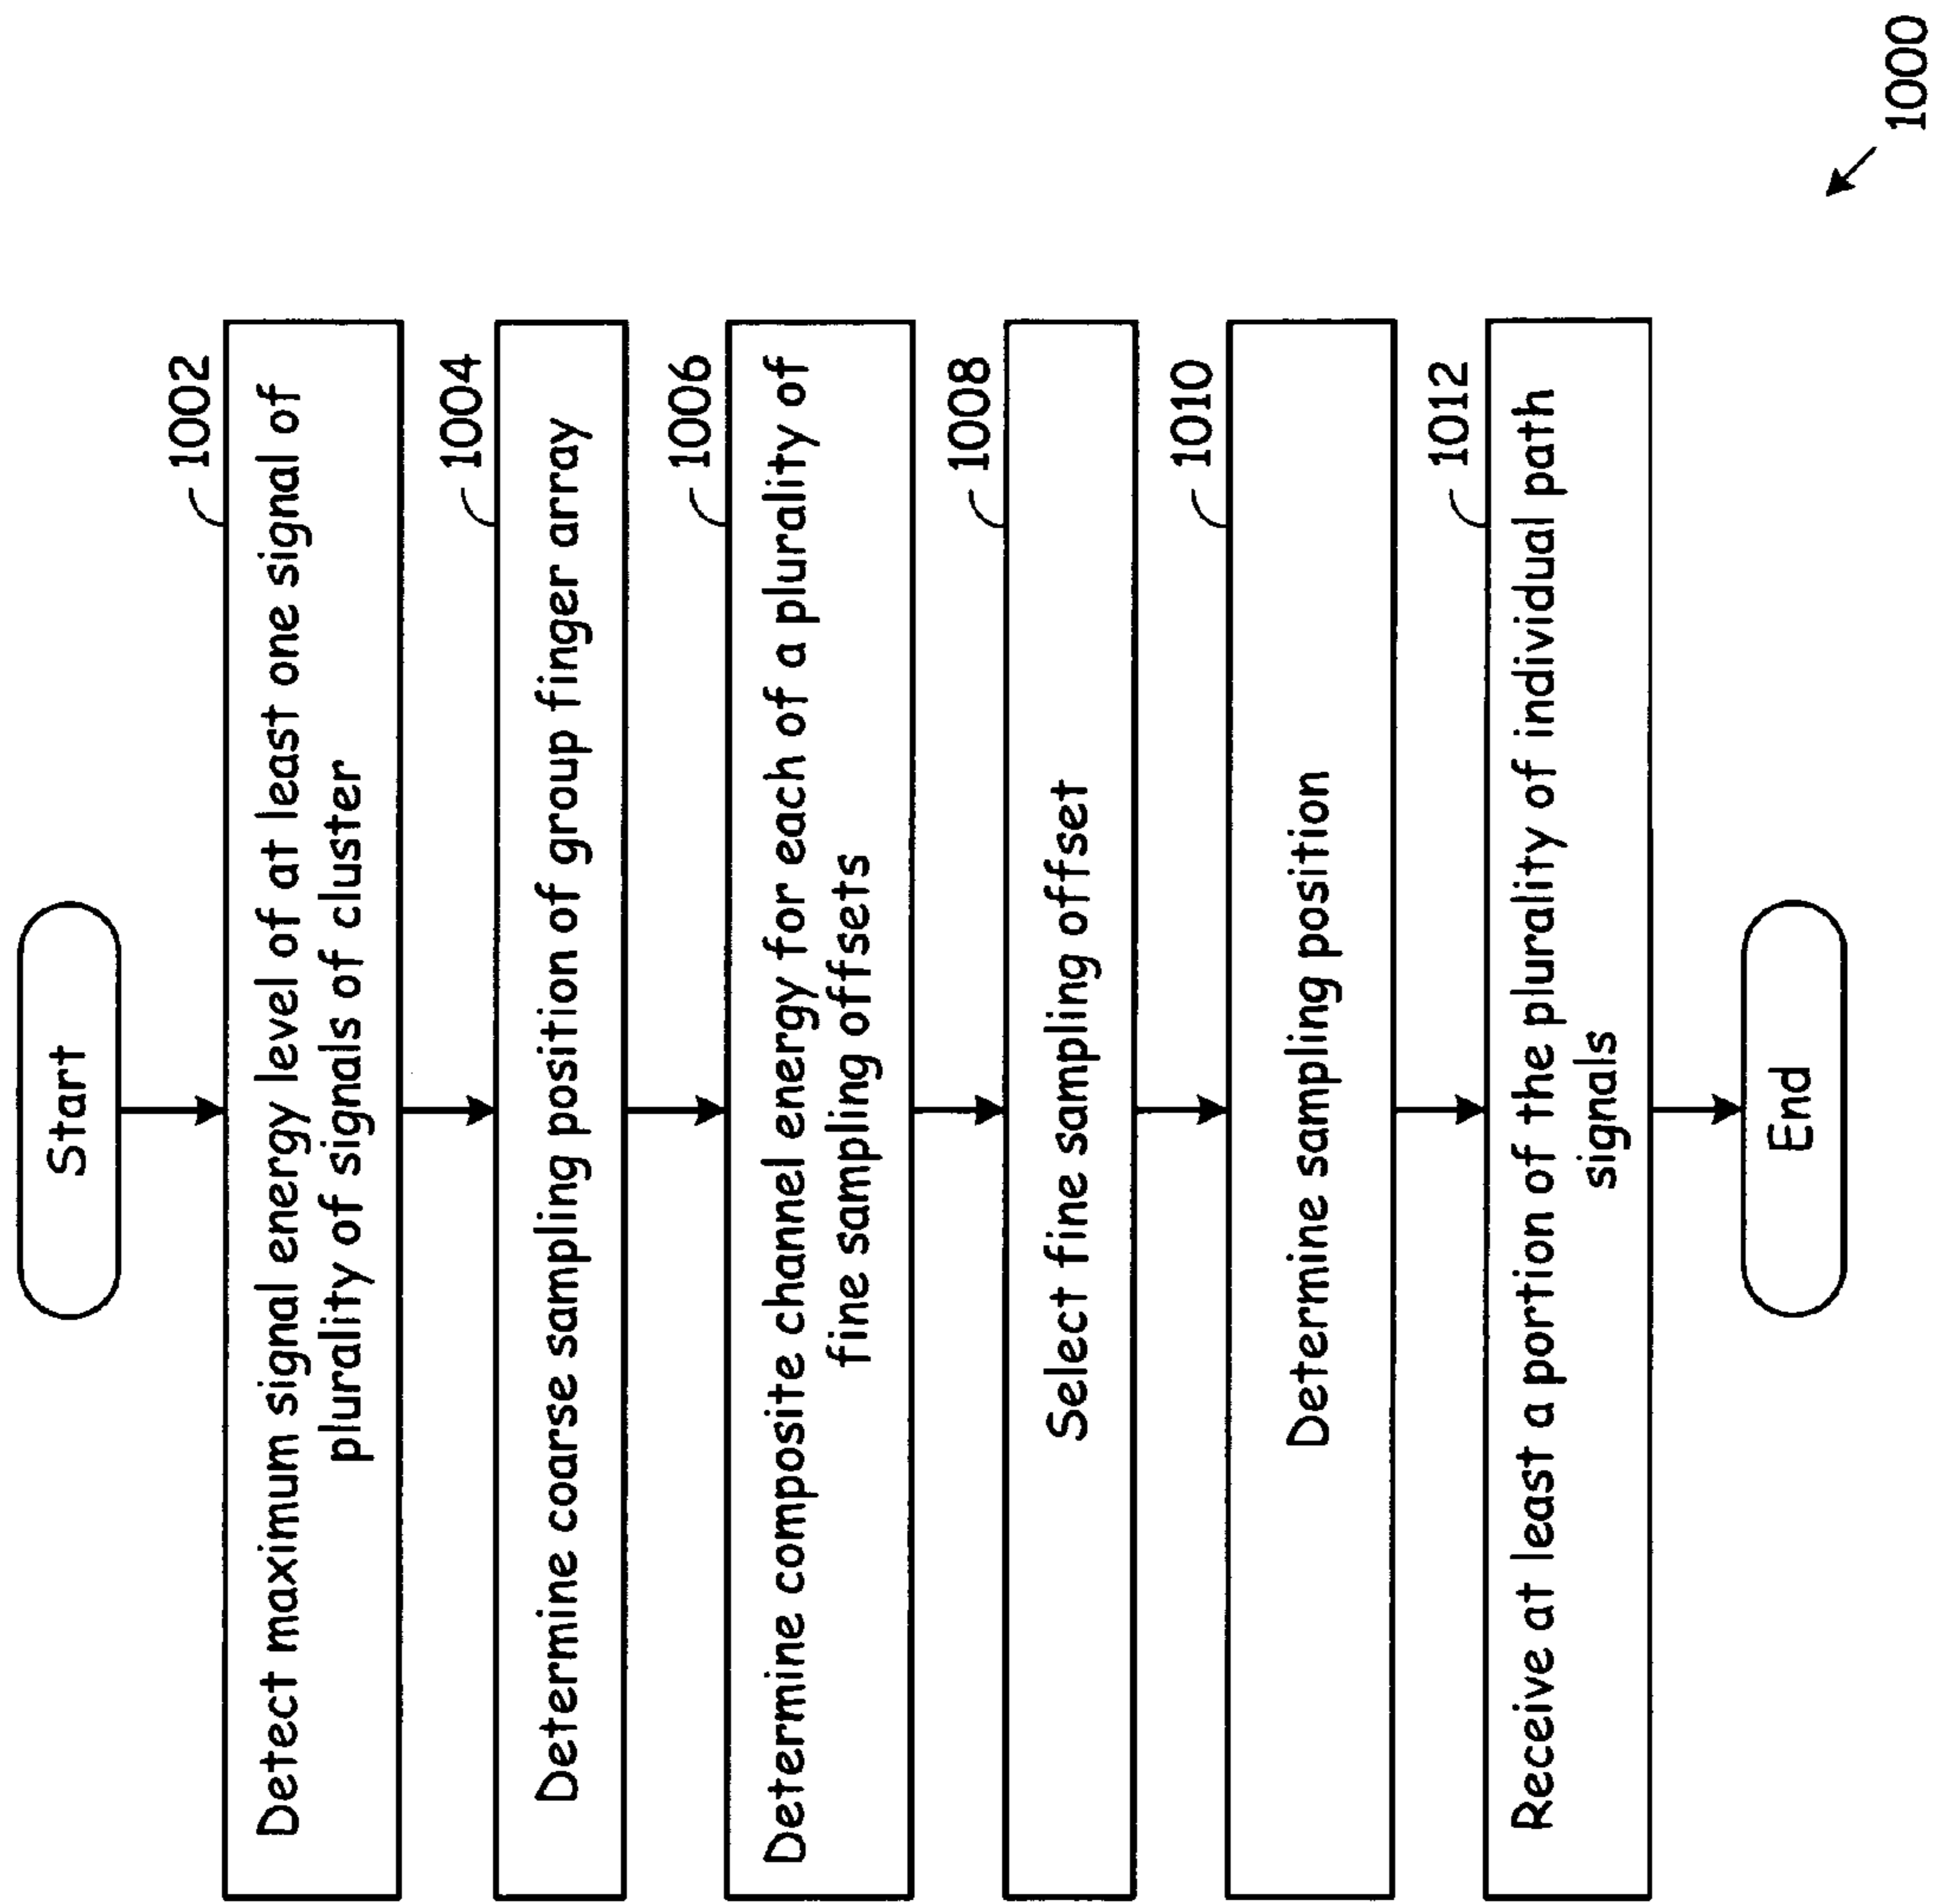 Start
1002
Detect maximum signal energy level of at least one signal of
plurality of signals of cluster
1004
Determine coarse sampling position of group finger array
1006
Determine composite channel energy for each of a plurality of
fine sampling offsets
1008
Select fine sampling offset
1010
Determine sampling position
1012
Receive at least a portion of the plurality of individual path
signals
End
1000